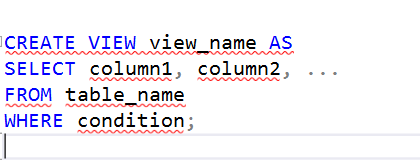 CREATE VIEW view_name AS
SELECT column1, column2, ...
FROM table_name
WHERE condition;